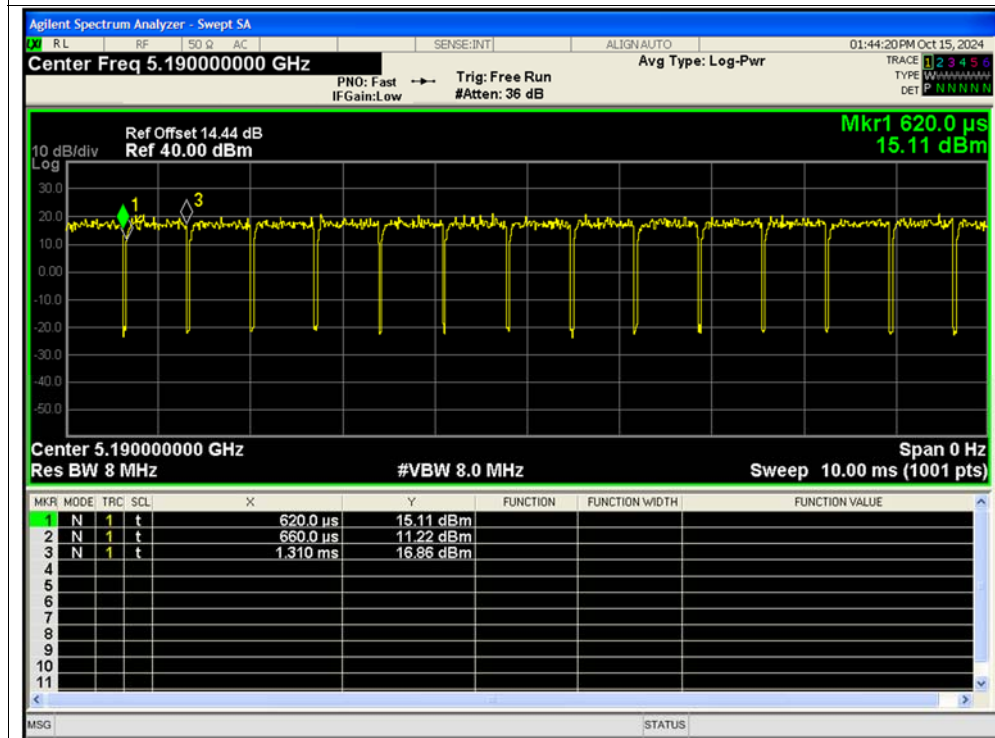 Agilent Spectrum Analyzer - Swept SA
LXI RL RF 50 Ω AC SENSE:INT ALIGNAUTO 01:44:20 PM Oct 15, 2024
Center Freq 5.190000000 GHz Avg Type: Log-Pwr TRACE 1 2 3 4 5 6
PNO: Fast Trig: Free Run TYPE W
IFGain:Low #Atten: 36 dB DET P N N N N N
Mkr1 620.0 µs
Ref Offset 14.44 dB
10 dB/div Ref 40.00 dBm 15.11 dBm
Log
30.0
1 3
20.0
10.0
0.00
-10.0
-20.0
-30.0
-40.0
-50.0
Center 5.190000000 GHz Span 0 Hz
Res BW 8 MHz #VBW 8.0 MHz Sweep 10.00 ms (1001 pts)
MKR MODE TRC SCL X Y FUNCTION FUNCTION WIDTH FUNCTION VALUE
1 N 1 t 620.0 µs 15.11 dBm
2 N 1 t 660.0 µs 11.22 dBm
3 N 1 t 1.310 ms 16.86 dBm
4
5
6
7
8
9
10
11
MSG STATUS